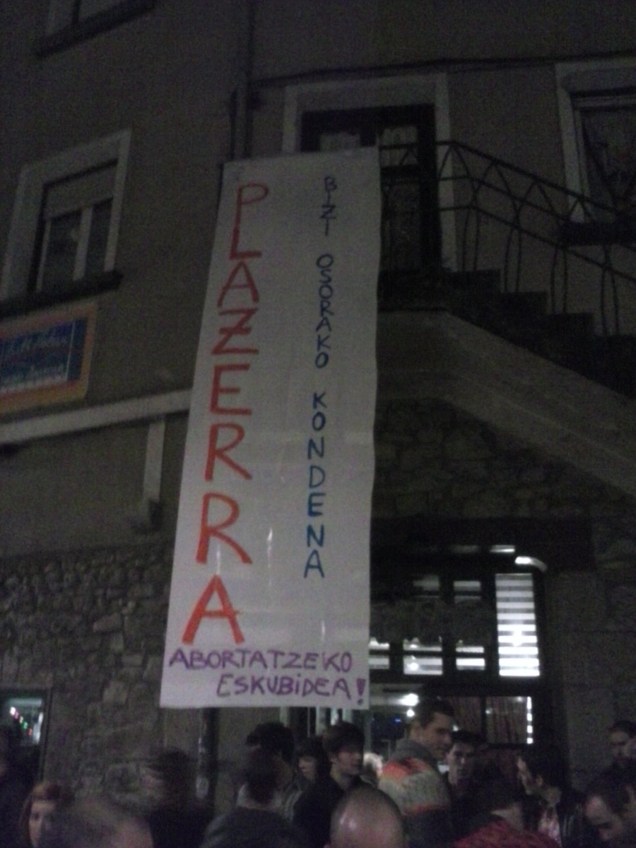 PLAZERRA
BIZI OSORAKO KONDENA
ABORTATZEKO
ESKUBIDEA!